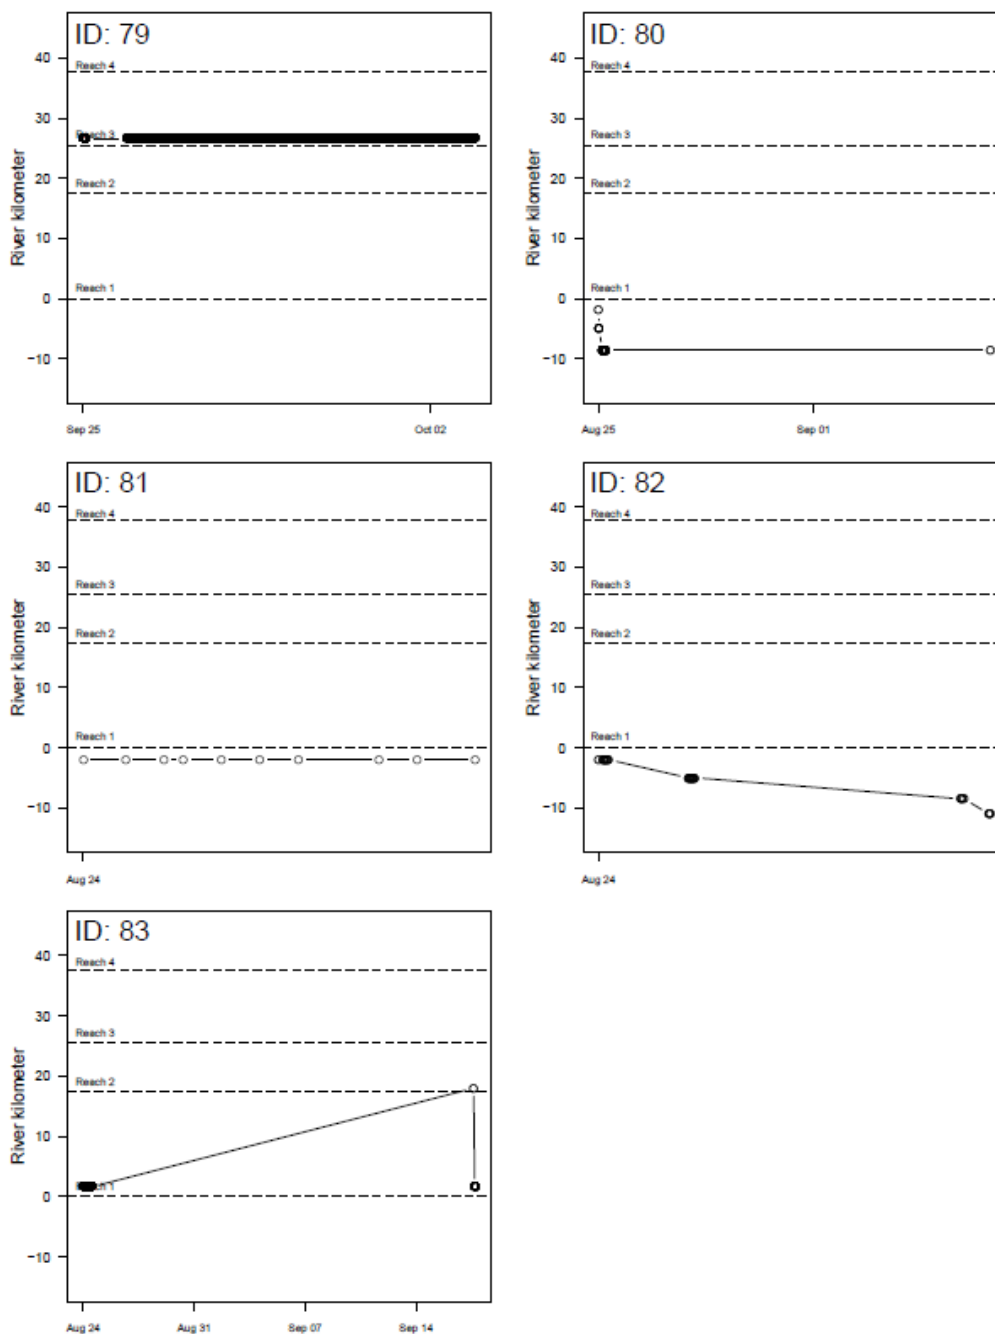 ID: 79
River kilometer
40
30
20
10
0
−10
Reach 4
Reach 3
Reach 2
Reach 1
Sep 25
Oct 02
ID: 80
River kilometer
40
30
20
10
0
−10
Reach 4
Reach 3
Reach 2
Reach 1
Aug 25
Sep 01
ID: 81
River kilometer
40
30
20
10
0
−10
Reach 4
Reach 3
Reach 2
Reach 1
Aug 24
ID: 82
River kilometer
40
30
20
10
0
−10
Reach 4
Reach 3
Reach 2
Reach 1
Aug 24
ID: 83
River kilometer
40
30
20
10
0
−10
Reach 4
Reach 3
Reach 2
Reach 1
Aug 24
Aug 31
Sep 07
Sep 14